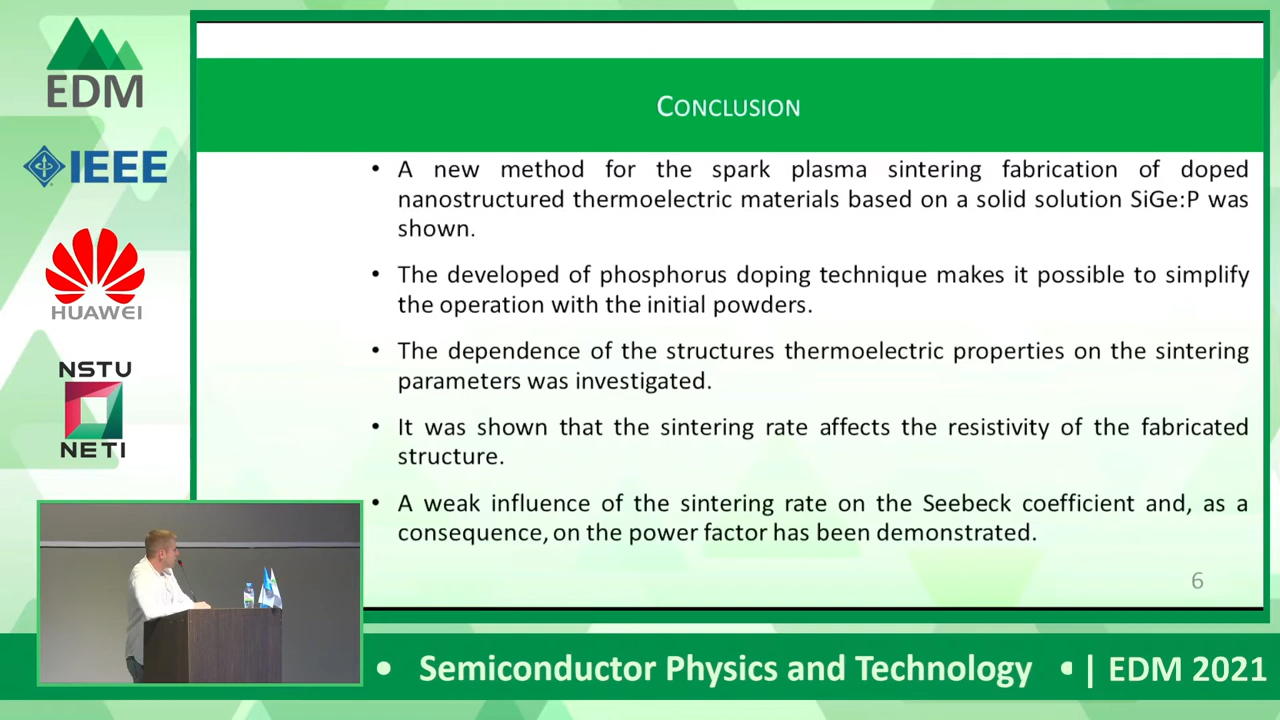 EDM
IEEE
HUAWEI
NSTU
NETI
CONCLUSION
• A new method for the spark plasma sintering fabrication of doped
nanostructured thermoelectric materials based on a solid solution SiGe:P was
shown.
• The developed of phosphorus doping technique makes it possible to simplify
the operation with the initial powders.
• The dependence of the structures thermoelectric properties on the sintering
parameters was investigated.
• It was shown that the sintering rate affects the resistivity of the fabricated
structure.
• A weak influence of the sintering rate on the Seebeck coefficient and, as a
consequence, on the power factor has been demonstrated.
6
• Semiconductor Physics and Technology • | EDM 2021